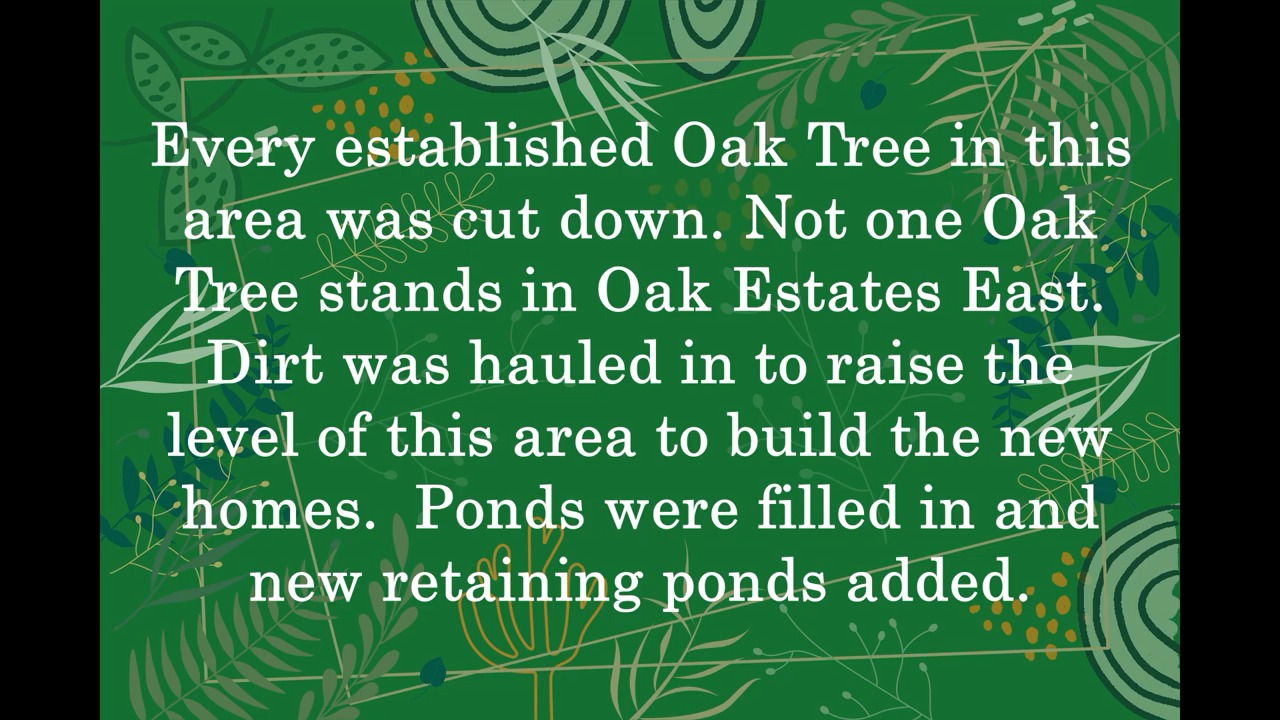 Every established Oak Tree in this
area was cut down. Not one Oak
Tree stands in Oak Estates East.
Dirt was hauled in to raise the
level of this area to build the new
homes.  Ponds were filled in and
new retaining ponds added.